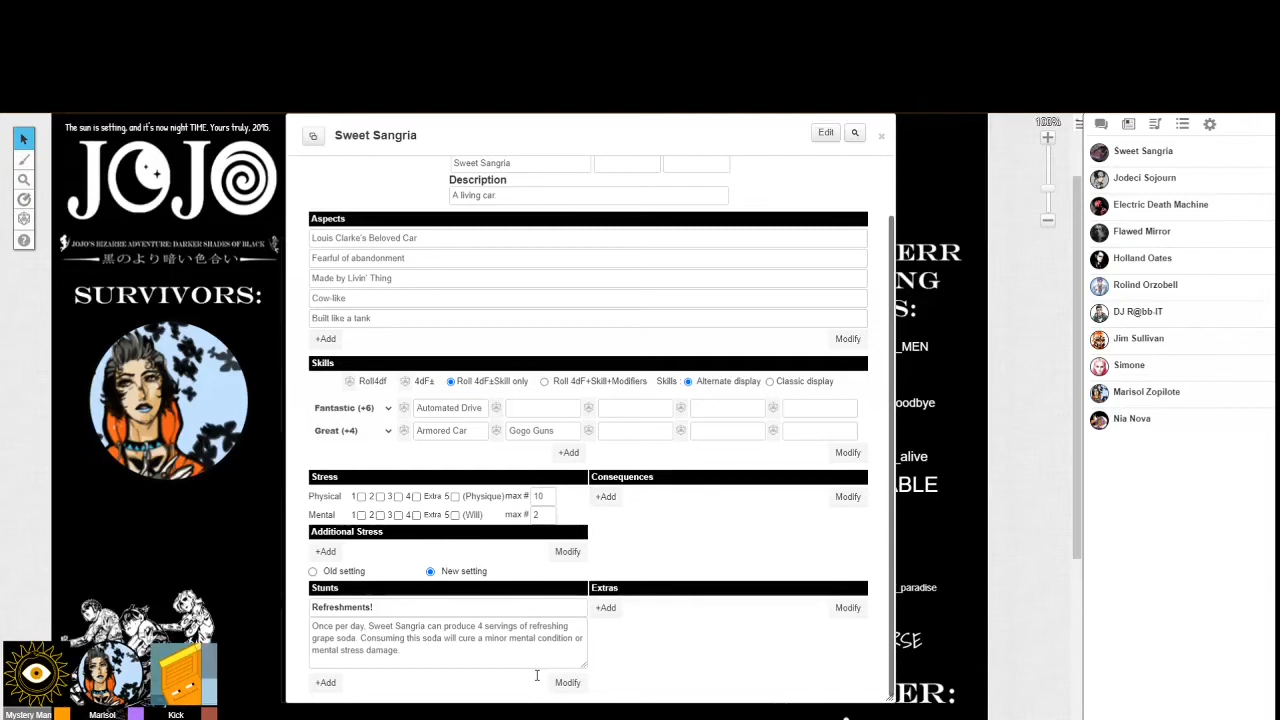 The sun is setting, and it's now night TIME. Yours truly, 2015.
JOJO
JOJO'S BIZARRE ADVENTURE: DARKER SHADES OF BLACK
黒のより暗い色合い
SURVIVORS:
Sweet Sangria
Edit
Sweet Sangria
Description
A living car.
Aspects
Louis Clarke's Beloved Car
Fearful of abandonment
Made by Livin' Thing
Cow-like
Built like a tank
+Add
Modify
Skills
Roll4df
4dF±
Roll 4dF±Skill only
Roll 4dF+Skill+Modifiers
Skills :
Alternate display
Classic display
Fantastic (+6)
Automated Drive
Great (+4)
Armored Car
Gogo Guns
+Add
Modify
Stress
Physical 1 2 3 4 Extra 5 (Physique) max # 10
Mental 1 2 3 4 Extra 5 (Will) max # 2
Additional Stress
+Add
Modify
Old setting
New setting
Consequences
+Add
Modify
Stunts
Refreshments!
Once per day, Sweet Sangria can produce 4 servings of refreshing
grape soda. Consuming this soda will cure a minor mental condition or
mental stress damage.
+Add
Modify
Extras
+Add
Modify
ERR
NG
S:
_MEN
oodbye
_alive
ABLE
_paradise
RSE
ER:
100%
Sweet Sangria
Jodeci Sojourn
Electric Death Machine
Flawed Mirror
Holland Oates
Rolind Orzobell
DJ R@bb-IT
Jim Sullivan
Simone
Marisol Zopilote
Nia Nova
Mystery Man
Marisol
Kick